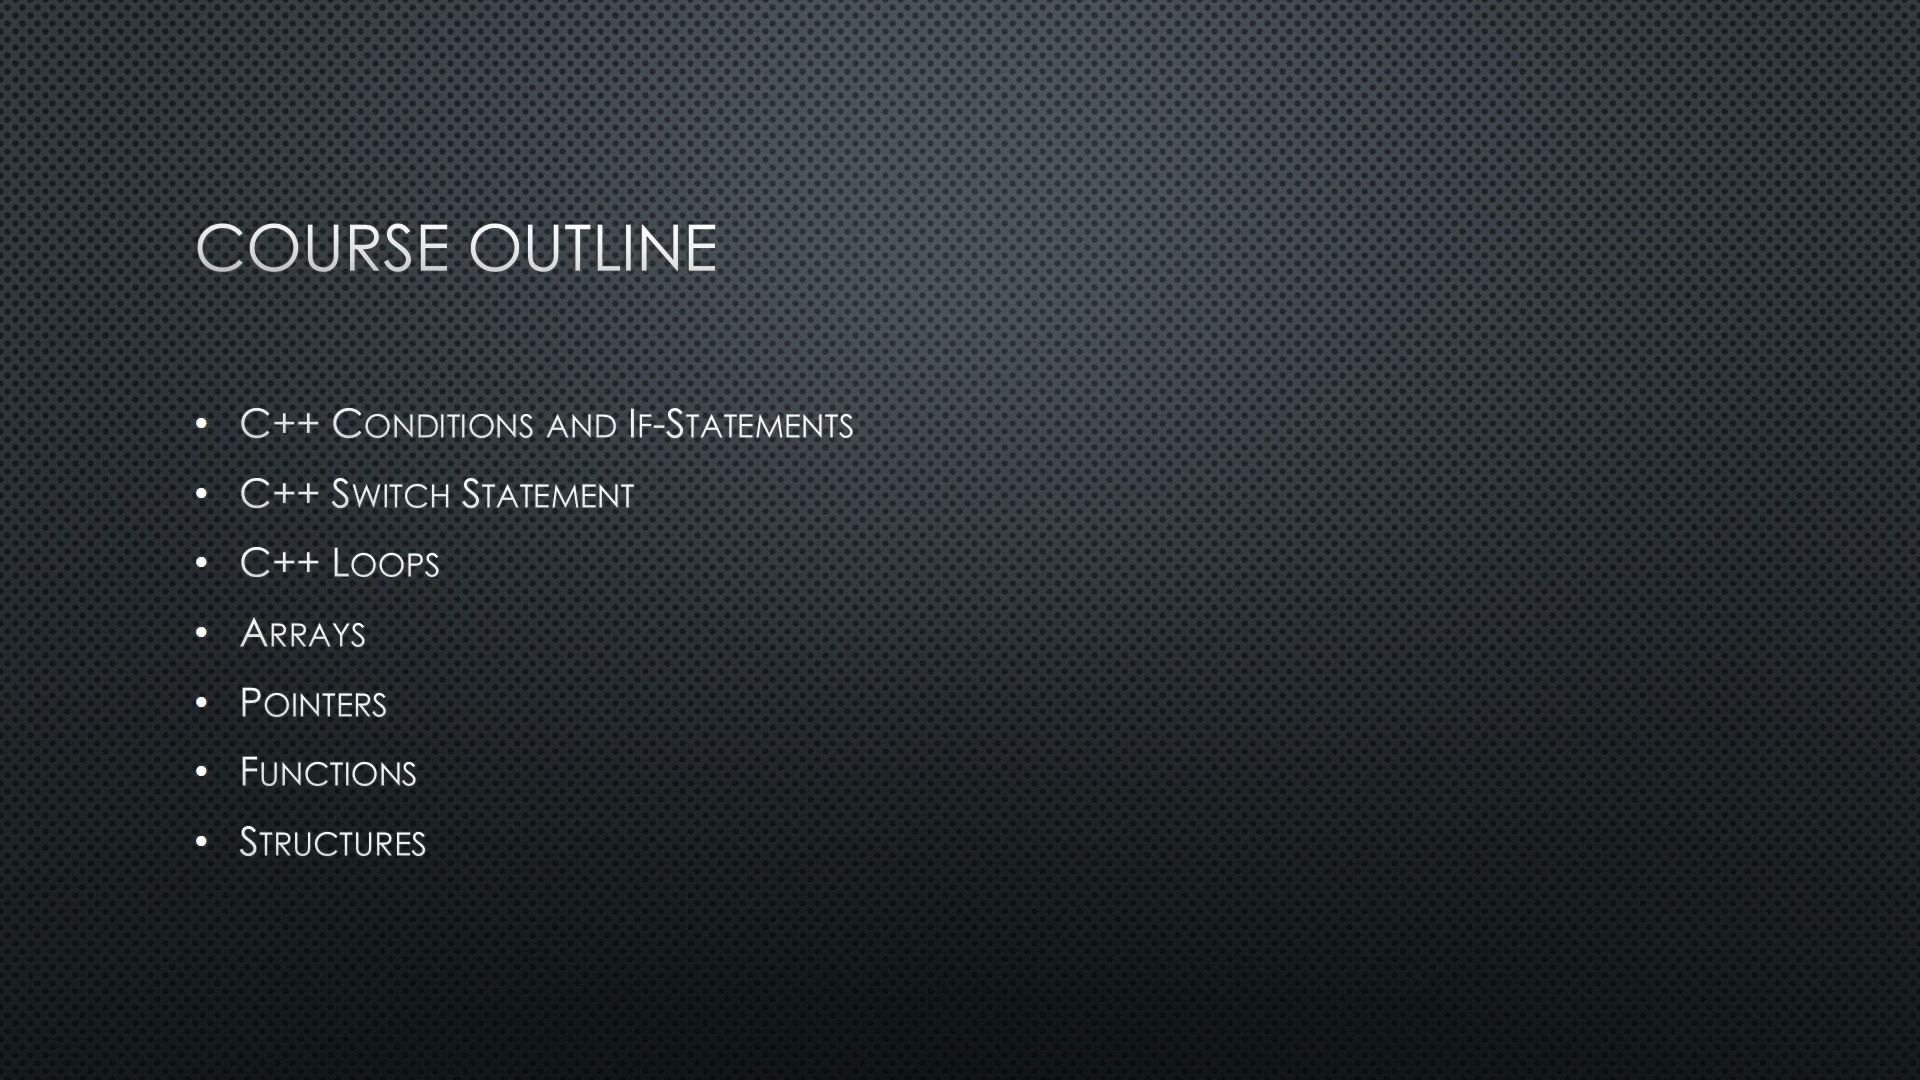 COURSE OUTLINE
• C++ Conditions and If-Statements
• C++ Switch Statement
• C++ Loops
• Arrays
• Pointers
• Functions
• Structures